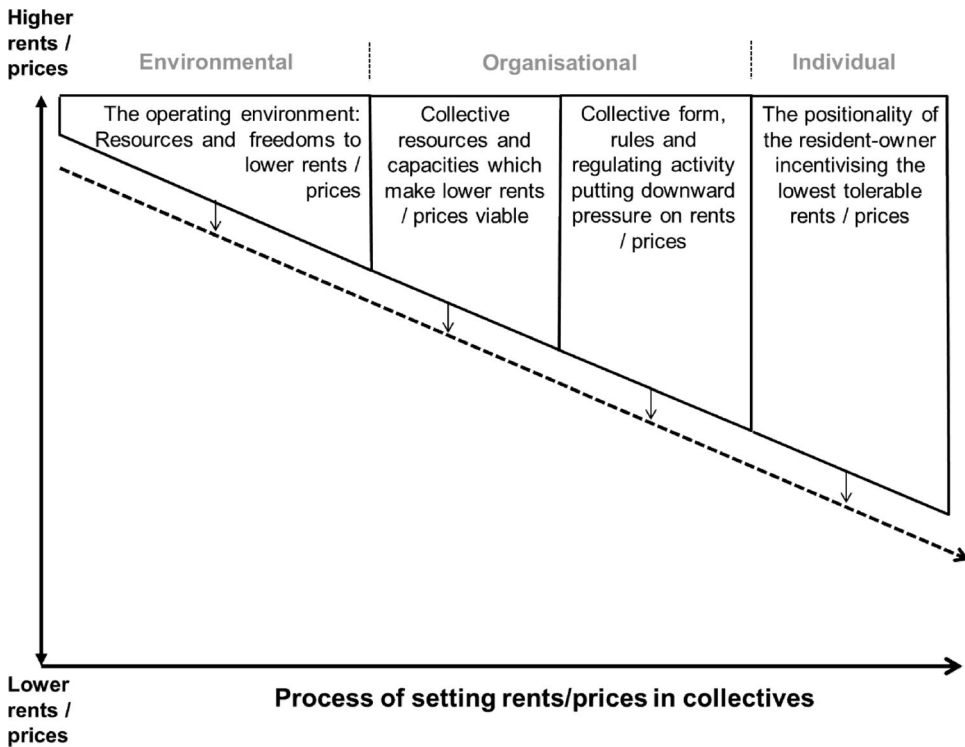 Higher
rents /
prices
Environmental
Organisational
Individual
The operating environment:
Resources and freedoms to
lower rents /
prices
Collective
resources and
capacities which
make lower rents
/ prices viable
Collective form,
rules and
regulating activity
putting downward
pressure on rents
/ prices
The positionality of
the resident-owner
incentivising the
lowest tolerable
rents / prices
Lower
rents /
prices
Process of setting rents/prices in collectives